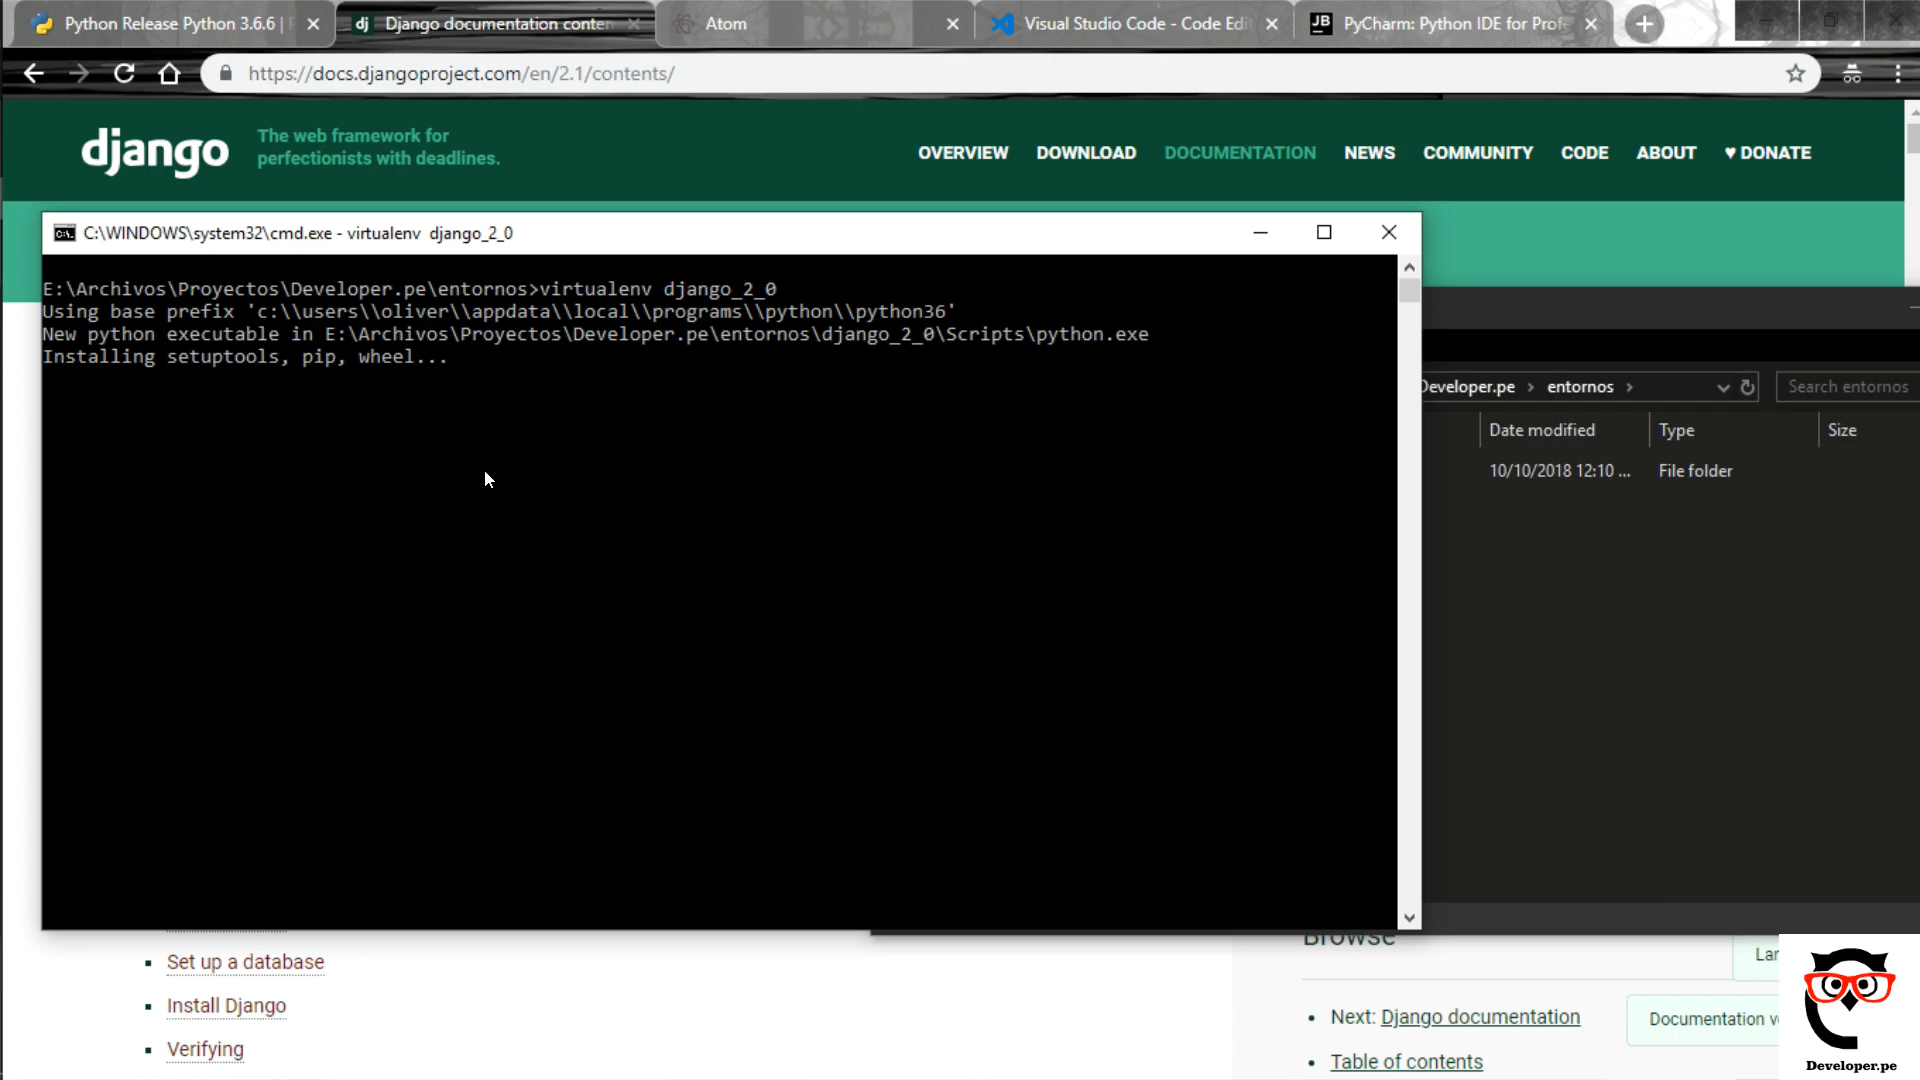 Python Release Python 3.6.6 |
Django documentation conten
Atom
Visual Studio Code - Code Edit
PyCharm: Python IDE for Profe
https://docs.djangoproject.com/en/2.1/contents/
django
The web framework for
perfectionists with deadlines.
OVERVIEW DOWNLOAD DOCUMENTATION NEWS COMMUNITY CODE ABOUT ♥ DONATE
C:\WINDOWS\system32\cmd.exe - virtualenv django_2_0
E:\Archivos\Proyectos\Developer.pe\entornos>virtualenv django_2_0
Using base prefix 'c:\\users\\oliver\\appdata\\local\\programs\\python\\python36'
New python executable in E:\Archivos\Proyectos\Developer.pe\entornos\django_2_0\Scripts\python.exe
Installing setuptools, pip, wheel...
Developer.pe > entornos >
Search entornos
Date modified Type Size
10/10/2018 12:10 ... File folder
Set up a database
Install Django
Verifying
Browse
Next: Django documentation
Table of contents
Documentation
Developer.pe